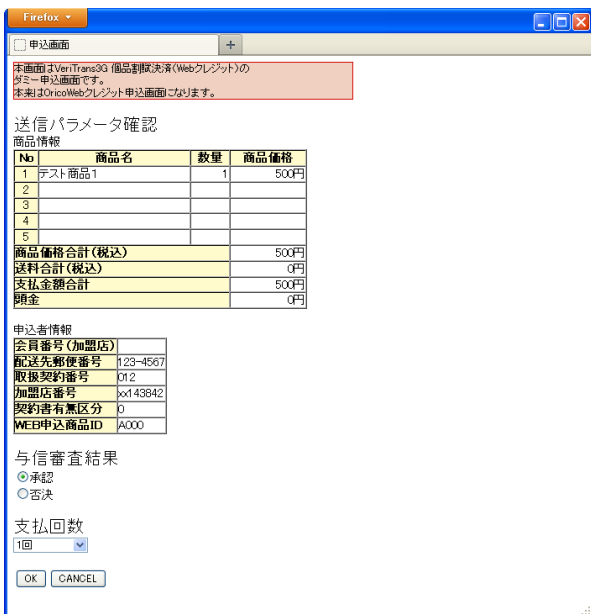 Firefox
申込画面
+
本画面はVeriTrans3G 個品割賦決済(Webクレジット)の
ダミー申込画面です。
本来はOricoWebクレジット申込画面になります。
送信パラメータ確認
商品情報
No 商品名 数量 商品価格
1 テスト商品1 1 500円
2
3
4
5
商品価格合計(税込) 500円
送料合計(税込) 0円
支払金額合計 500円
頭金 0円
申込者情報
会員番号(加盟店)
配送先郵便番号 123-4567
取扱契約番号 012
加盟店番号 xx143842
契約書有無区分 0
WEB申込商品ID A000
与信審査結果
承認
否決
支払回数
1回
OK CANCEL